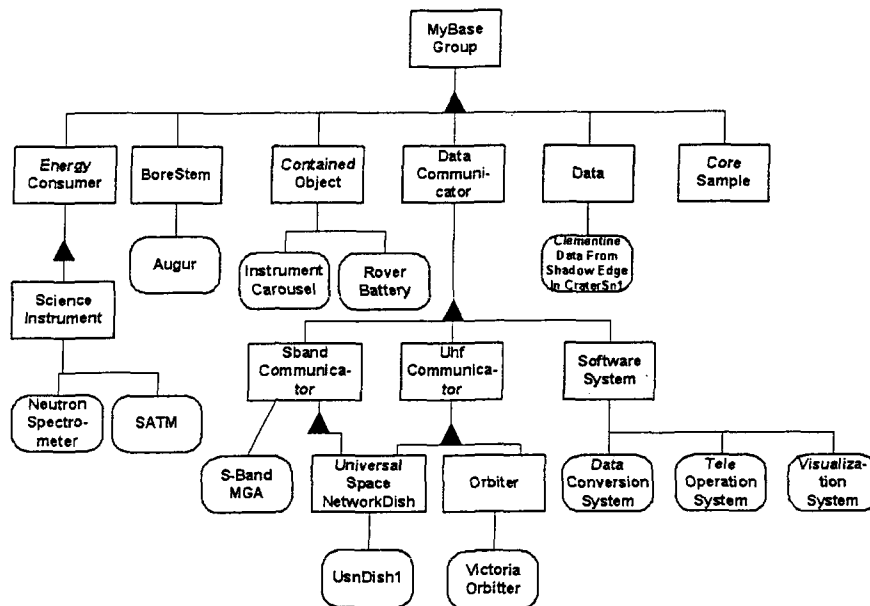 MyBase
Group
Energy
Consumer
BoreStem
Contained
Object
Data
Communi-
cator
Data
Core
Sample
Augur
Instrument
Carousel
Rover
Battery
Clementine
Data From
Shadow Edge
In CraterSn1
Science
Instrument
Sband
Communica-
tor
Uhf
Communica-
tor
Software
System
Neutron
Spectro-
meter
SATM
S-Band
MGA
Universal
Space
NetworkDish
Orbiter
Data
Conversion
System
Tele
Operation
System
Visualiza-
tion
System
UsnDish1
Victoria
Orbitter